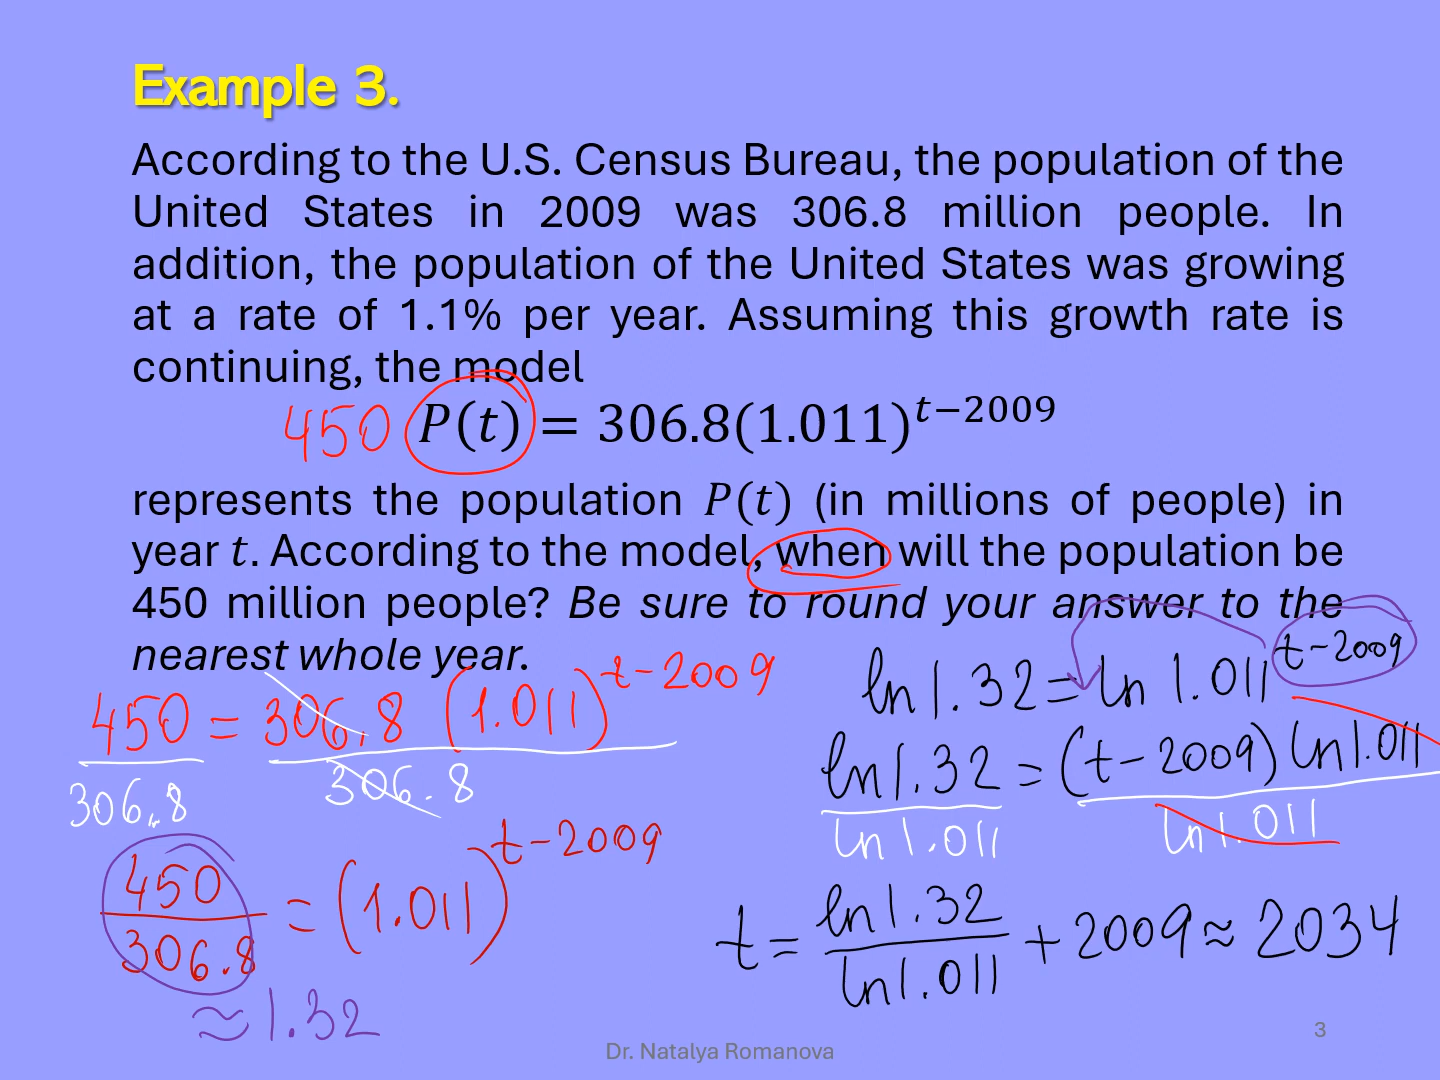 Example 3.
According to the U.S. Census Bureau, the population of the
United States in 2009 was 306.8 million people. In
addition, the population of the United States was growing
at a rate of 1.1% per year. Assuming this growth rate is
continuing, the model
450 P(t) = 306.8(1.011)^{t−2009}
represents the population P(t) (in millions of people) in
year t. According to the model, when will the population be
450 million people? Be sure to round your answer to the
nearest whole year.
450 = 306.8 (1.011)^{t−2009}
306.8 306.8
450/306.8 = (1.011)^{t−2009}
≈ 1.32
ln 1.32 = ln 1.011^{t−2009}
ln 1.32 = (t − 2009) ln 1.011
ln 1.011 ln 1.011
t = ln 1.32/ln 1.011 + 2009 ≈ 2034
3
Dr. Natalya Romanova